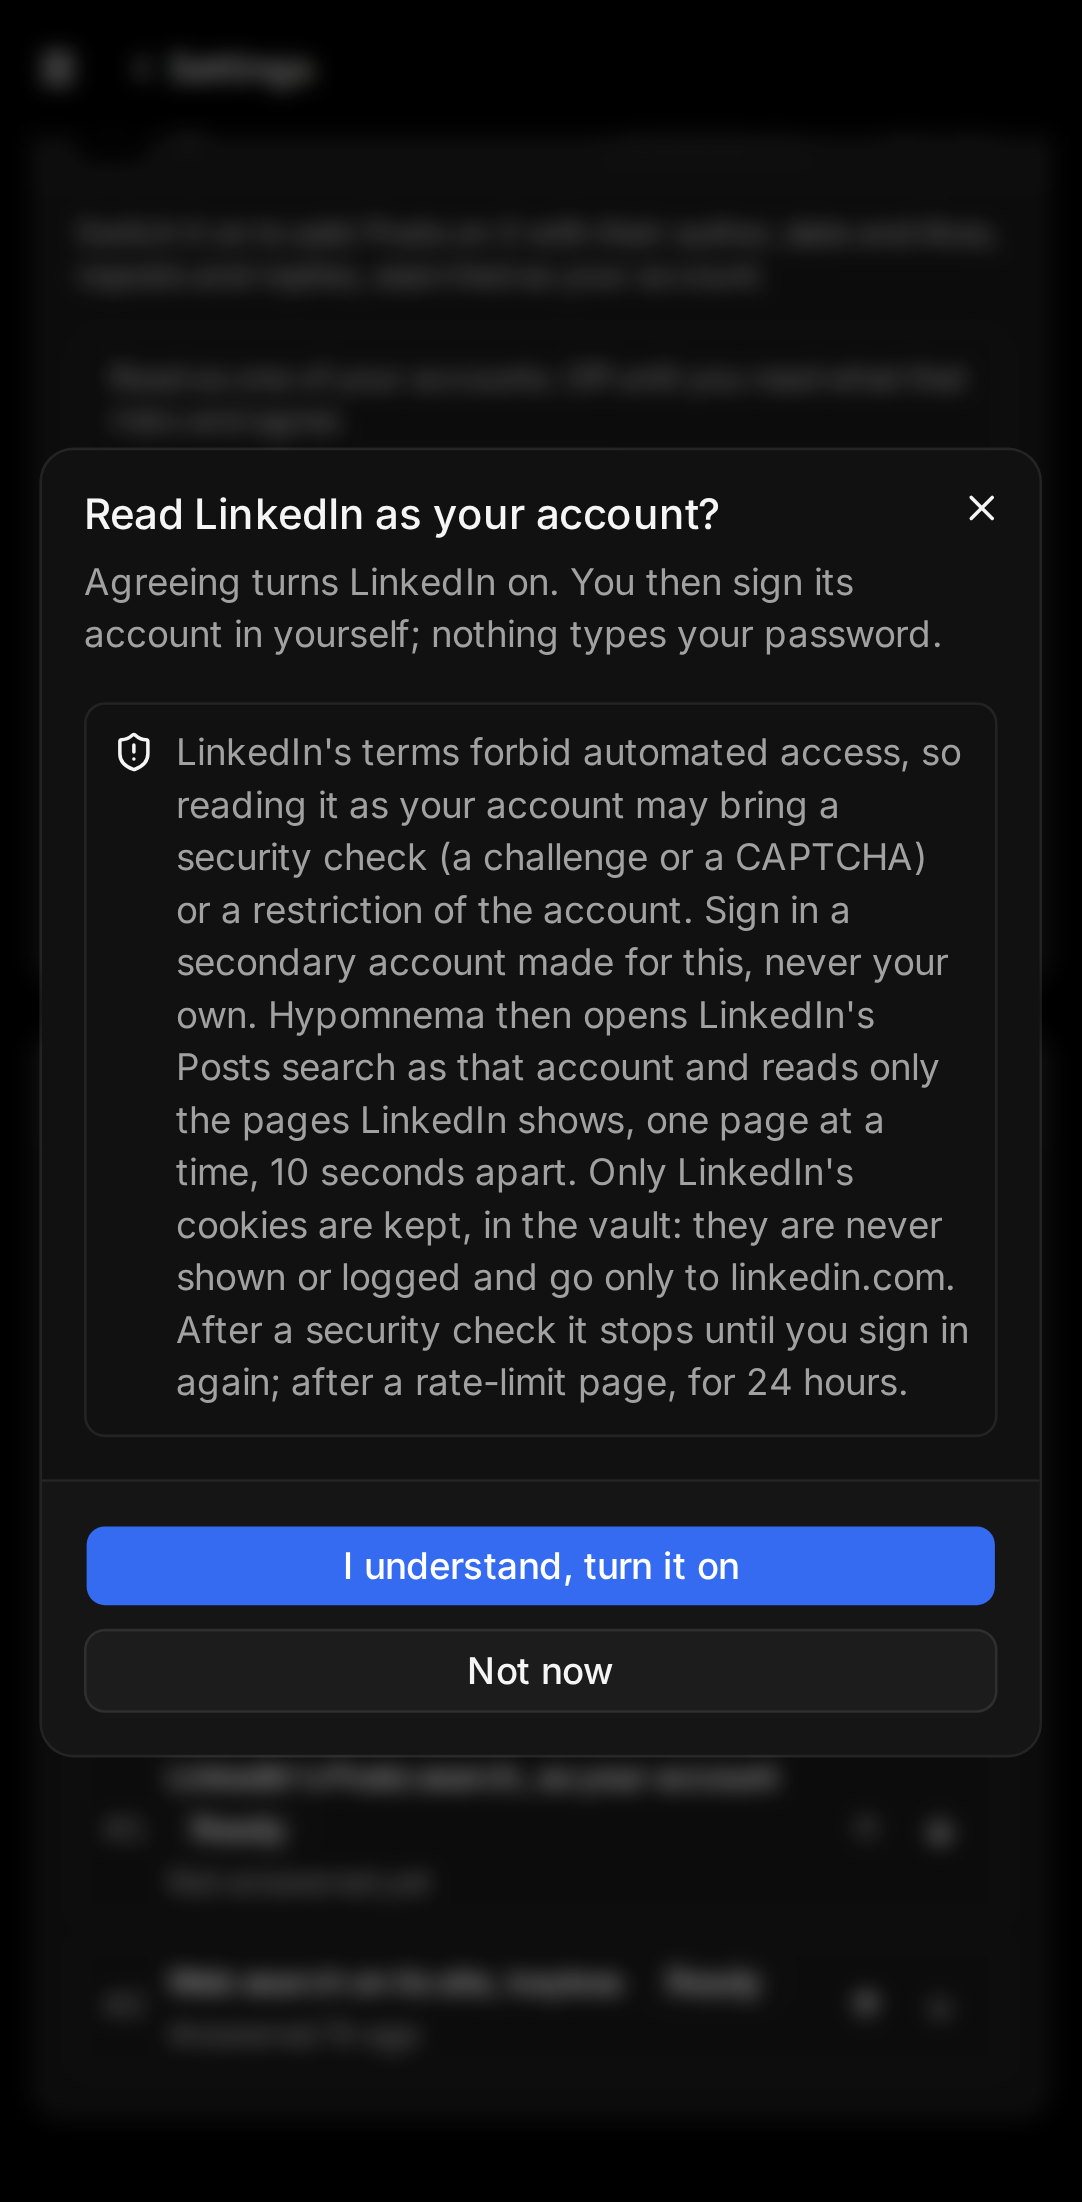 Settings
Read LinkedIn as your account?
Agreeing turns LinkedIn on. You then sign its
account in yourself; nothing types your password.
LinkedIn's terms forbid automated access, so
reading it as your account may bring a
security check (a challenge or a CAPTCHA)
or a restriction of the account. Sign in a
secondary account made for this, never your
own. Hypomnema then opens LinkedIn's
Posts search as that account and reads only
the pages LinkedIn shows, one page at a
time, 10 seconds apart. Only LinkedIn's
cookies are kept, in the vault: they are never
shown or logged and go only to linkedin.com.
After a security check it stops until you sign in
again; after a rate-limit page, for 24 hours.
I understand, turn it on
Not now